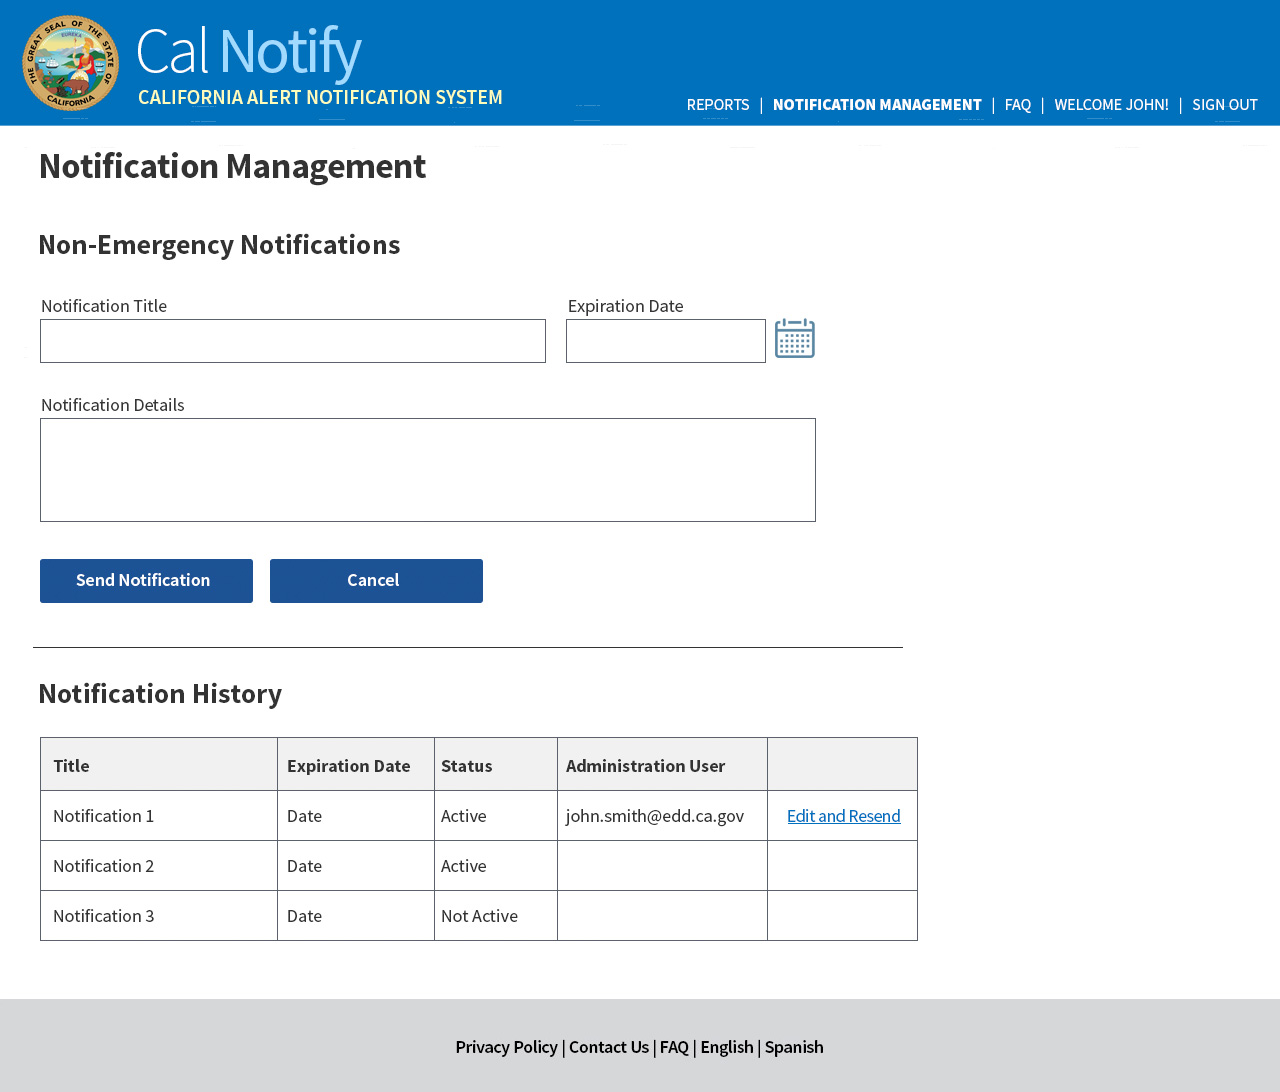 THE GREAT SEAL OF THE STATE OF CALIFORNIA
EUREKA
Cal Notify
CALIFORNIA ALERT NOTIFICATION SYSTEM
REPORTS | NOTIFICATION MANAGEMENT | FAQ | WELCOME JOHN! | SIGN OUT
Notification Management
Non-Emergency Notifications
Notification Title Expiration Date
Notification Details
Send Notification Cancel
Notification History
Title Expiration Date Status Administration User
Notification 1 Date Active john.smith@edd.ca.gov Edit and Resend
Notification 2 Date Active
Notification 3 Date Not Active
Privacy Policy | Contact Us | FAQ | English | Spanish